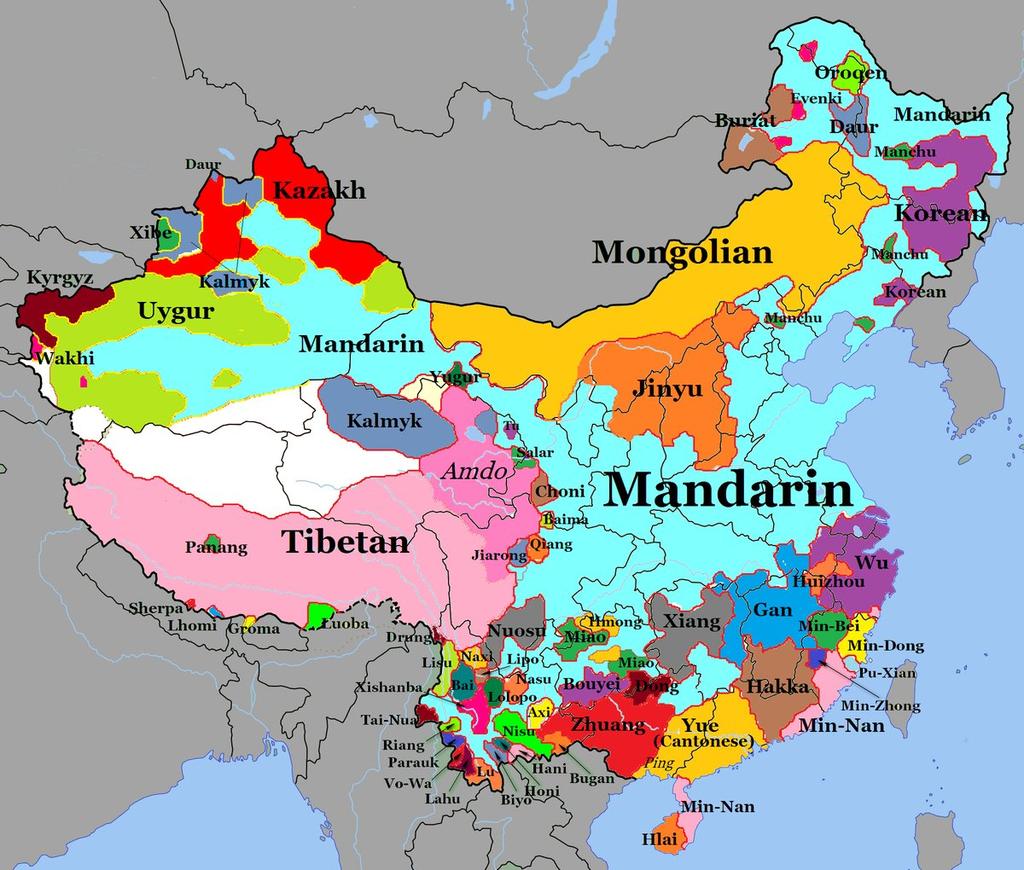 Oroqen
Evenki
Buriat
Daur
Mandarin
Manchu
Daur
Kazakh
Korean
Xibe
Mongolian
Manchu
Kyrgyz
Kalmyk
Korean
Uygur
Manchu
Mandarin
Wakhi
Yugur
Jinyu
Kalmyk
Tu
Salar
Amdo
Choni
Mandarin
Baima
Panang
Tibetan
Qiang
Jiarong
Wu
Huizhou
Sherpa
Lhomi
Groma
Luoba
Drung
Nuosu
Hmong
Miao
Xiang
Gan
Min-Bei
Min-Dong
Lisu
Naxi
Lipo
Miao
Pu-Xian
Xishanba
Bai
Nasu
Lolopo
Bouyei
Dong
Hakka
Min-Zhong
Tai-Nua
Axi
Zhuang
Yue
(Cantonese)
Min-Nan
Nisu
Riang
Parauk
Ping
Vo-Wa
Lu
Hani
Bugan
Lahu
Biyo
Honi
Min-Nan
Hlai